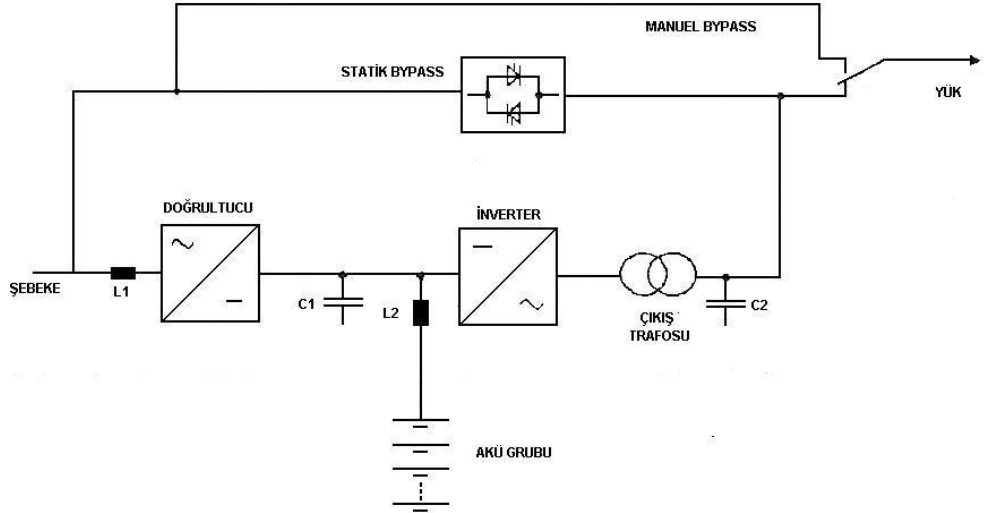 MANUEL BYPASS
STATİK BYPASS
YÜK
DOĞRULTUCU
İNVERTER
ŞEBEKE
L1
C1
L2
C2
ÇIKIŞ
TRAFOSU
AKÜ GRUBU